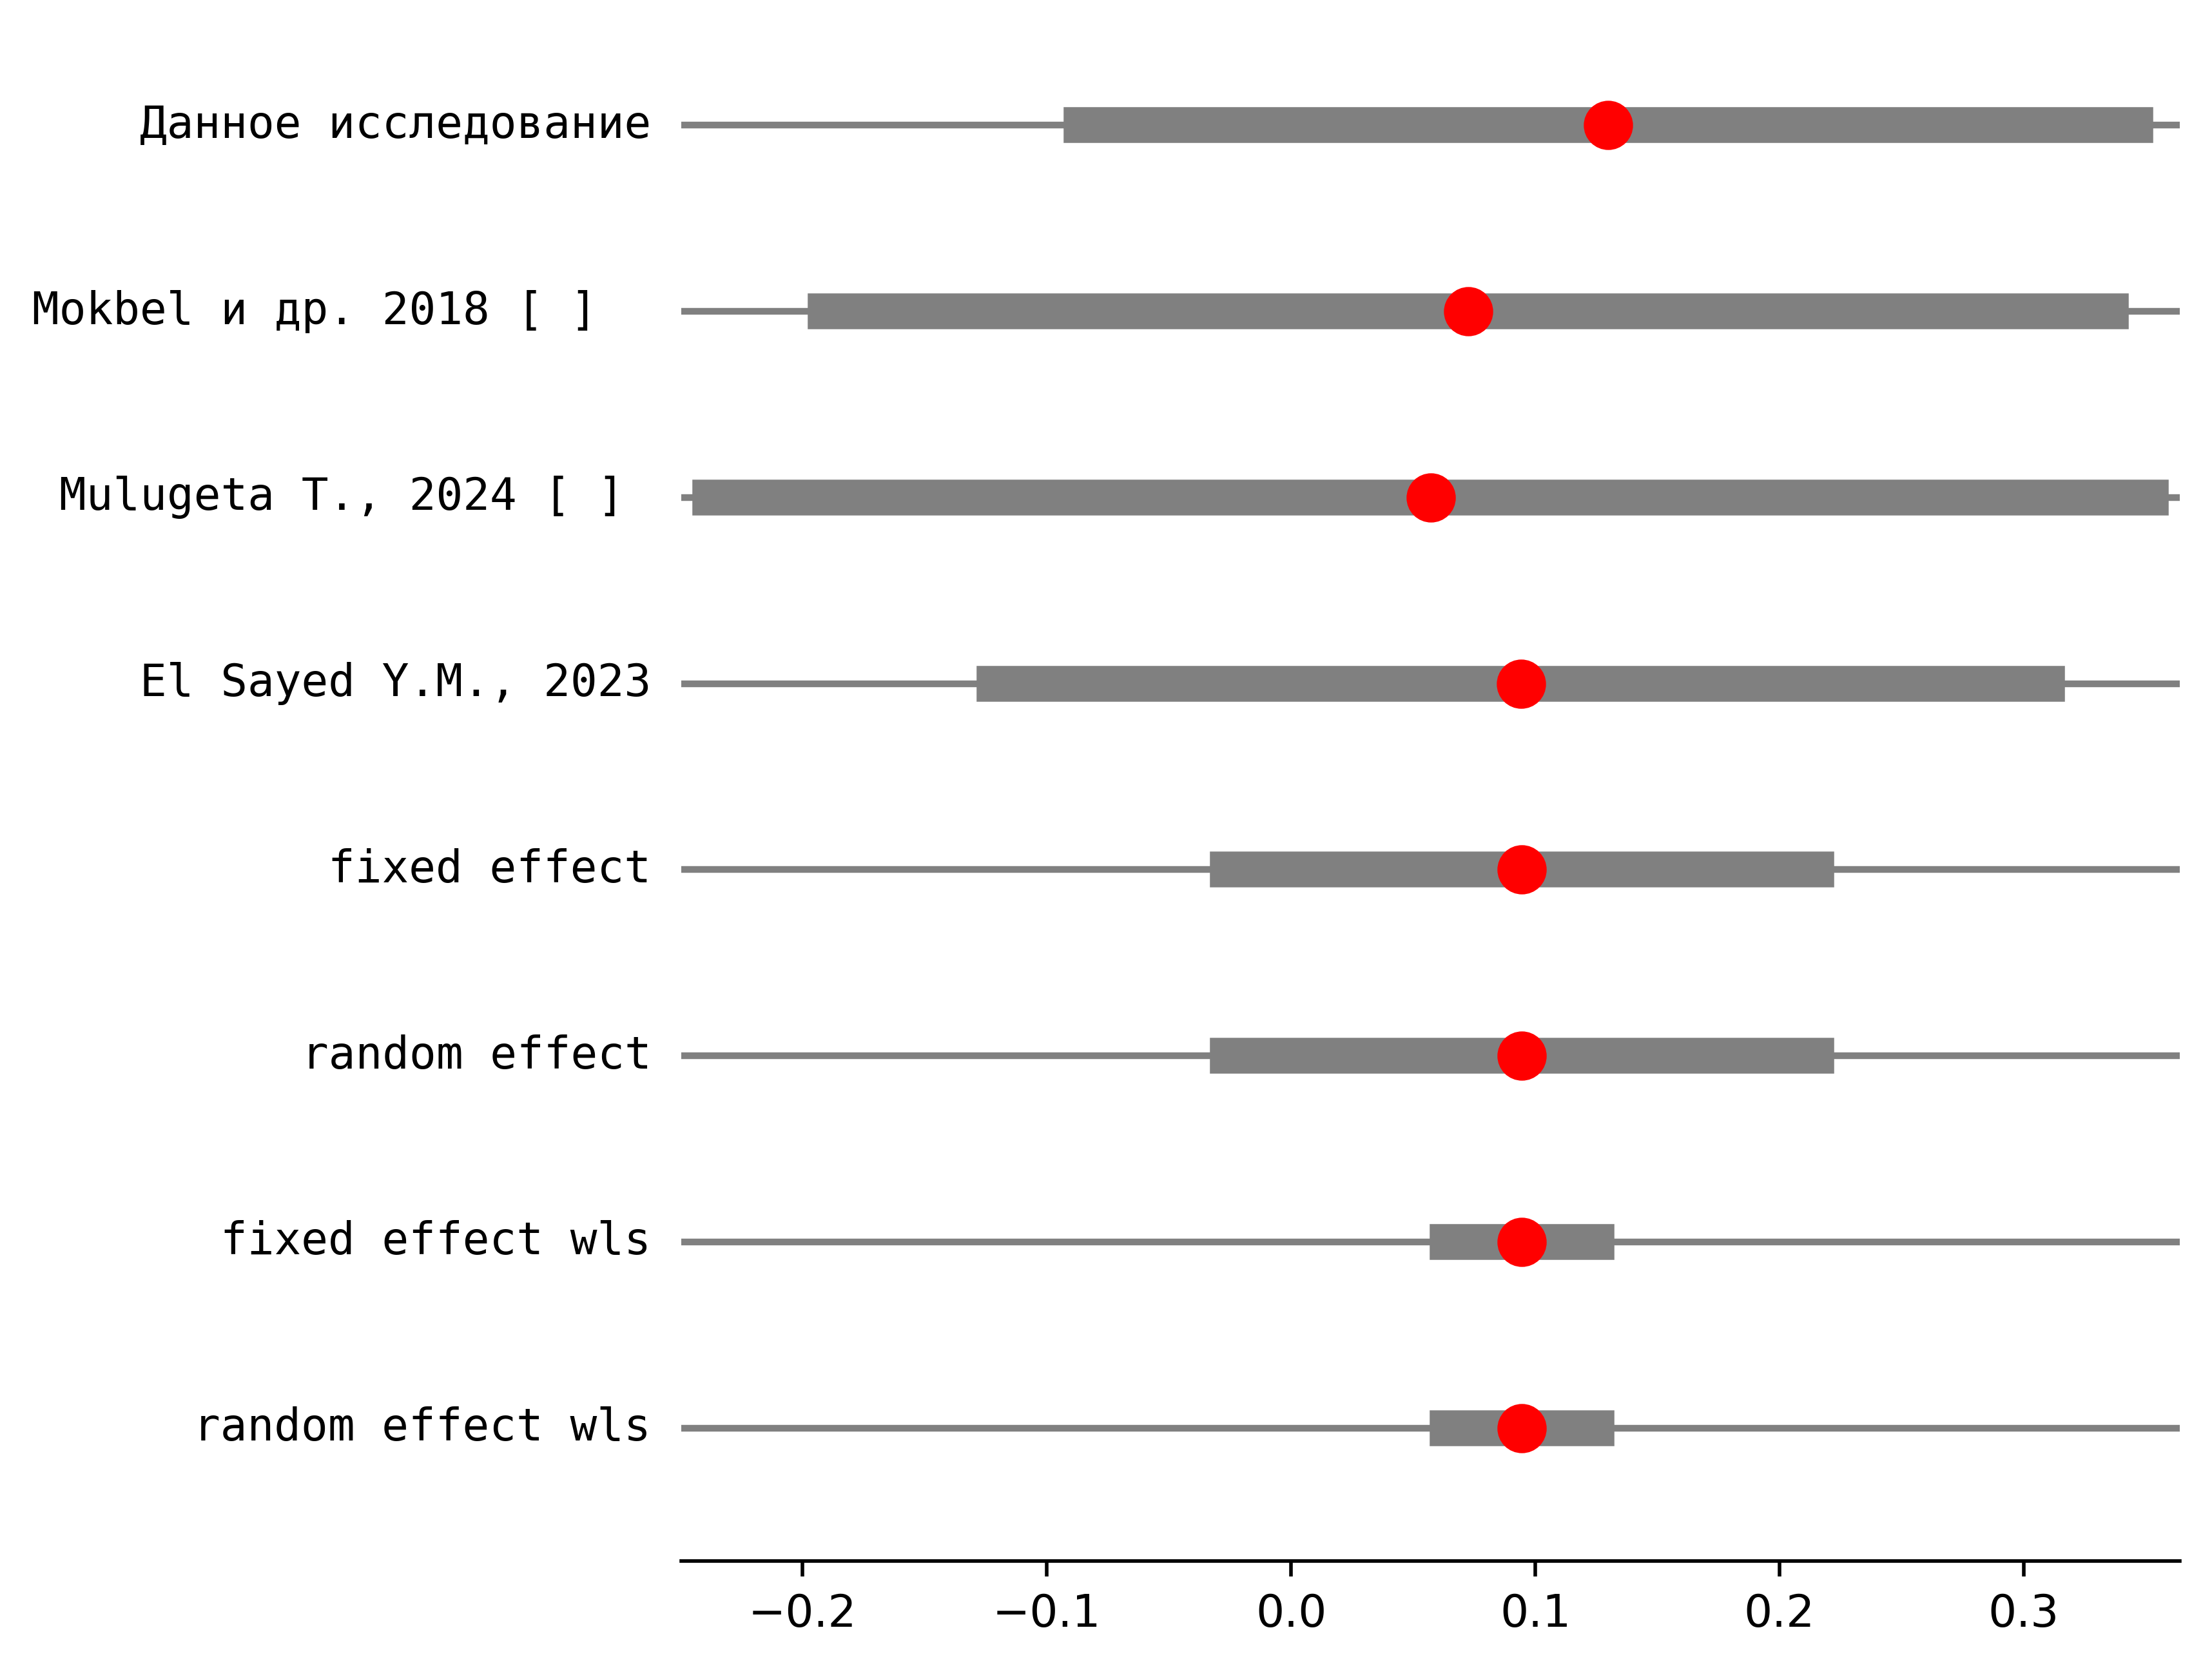 Данное исследование
Mokbel и др. 2018 [ ]
Mulugeta T., 2024 [ ]
El Sayed Y.M., 2023
fixed effect
random effect
fixed effect wls
random effect wls
−0.2 −0.1 0.0 0.1 0.2 0.3